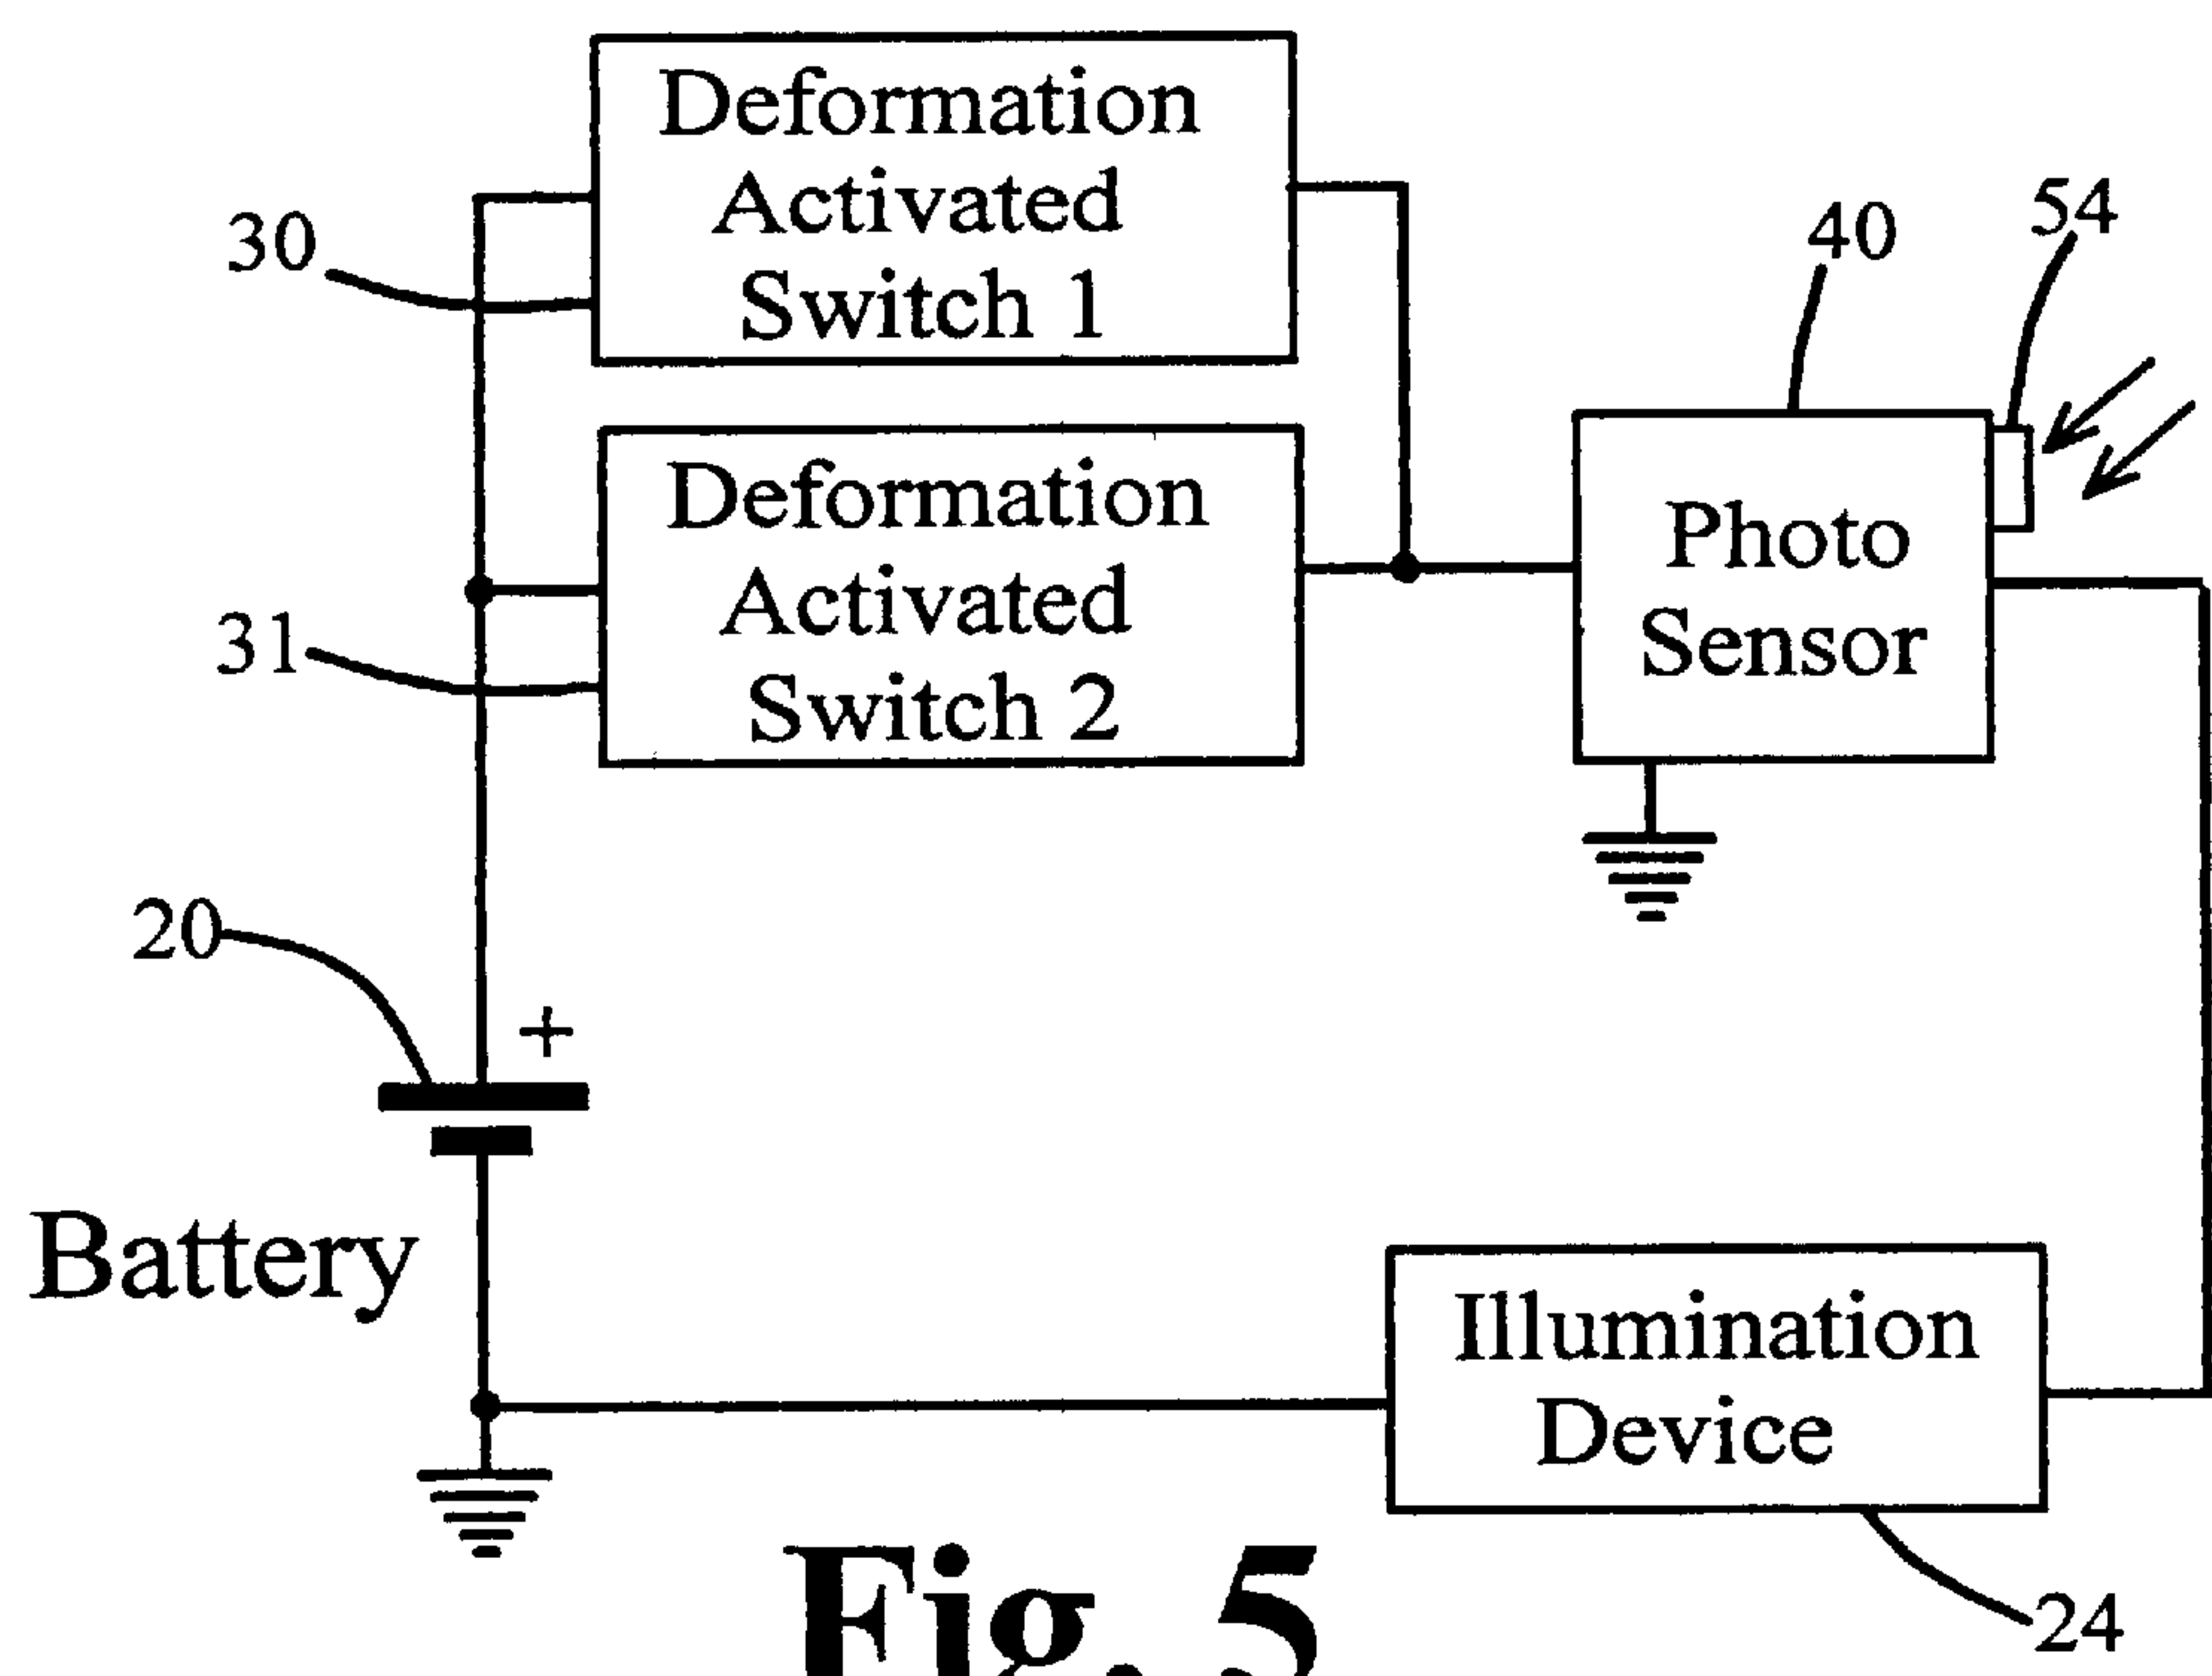 Deformation
Activated
Switch 1
30
54
40
Deformation
Activated
Switch 2
Photo
Sensor
31
20
+
Battery
Illumination
Device
24
Fig. 5